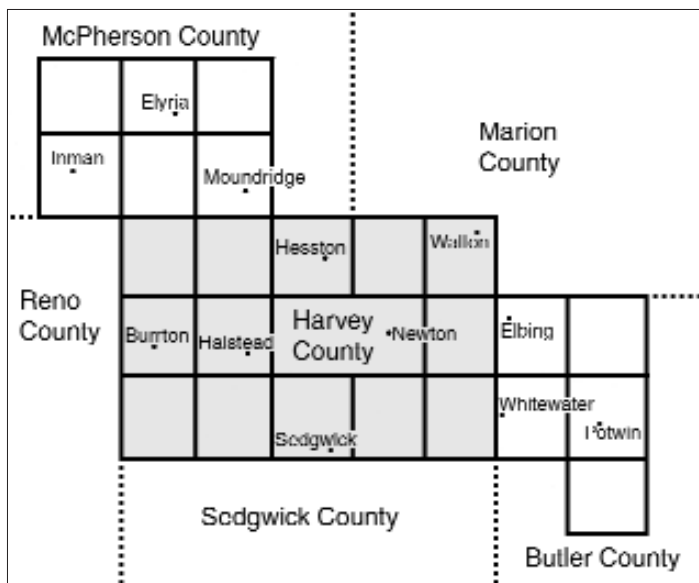 McPherson County
Elyria
Inman
Moundridge
Marion
County
Hesston
Walton
Reno
County
Burrton
Halstead
Harvey
County
Newton
Elbing
Whitewater
Potwin
Sedgwick
Sedgwick County
Butler County